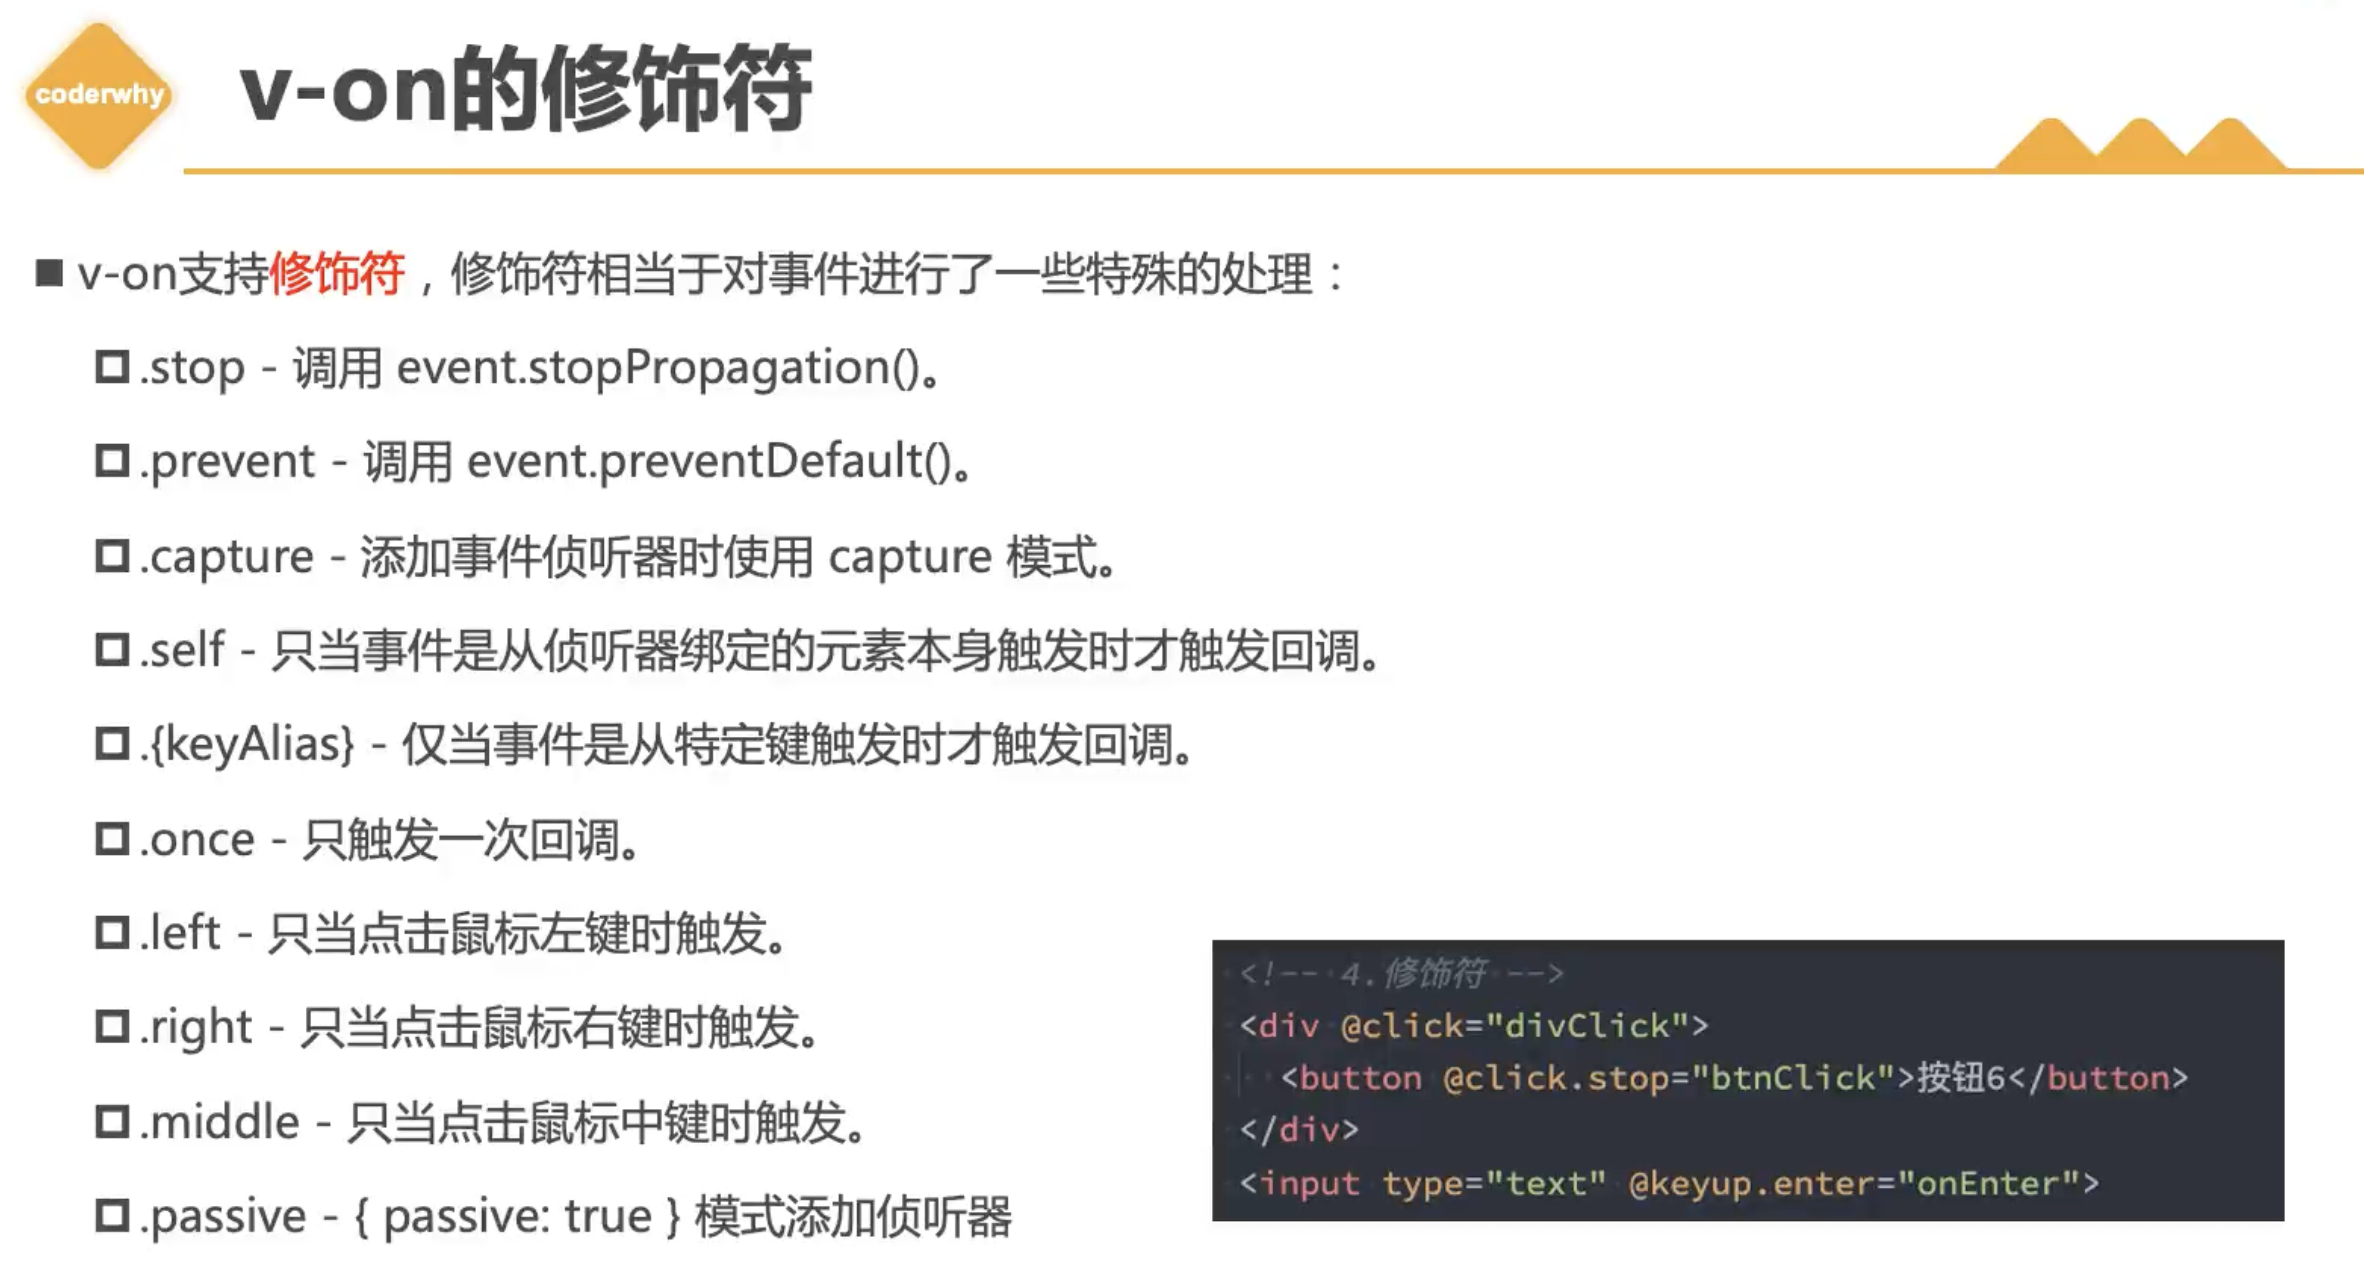 coderwhy
v-on的修饰符
v-on支持修饰符，修饰符相当于对事件进行了一些特殊的处理：
.stop - 调用 event.stopPropagation()。
.prevent - 调用 event.preventDefault()。
.capture - 添加事件侦听器时使用 capture 模式。
.self - 只当事件是从侦听器绑定的元素本身触发时才触发回调。
.{keyAlias} - 仅当事件是从特定键触发时才触发回调。
.once - 只触发一次回调。
.left - 只当点击鼠标左键时触发。
.right - 只当点击鼠标右键时触发。
.middle - 只当点击鼠标中键时触发。
.passive - { passive: true } 模式添加侦听器
<!-- 4.修饰符 -->
<div @click="divClick">
  <button @click.stop="btnClick">按钮6</button>
</div>
<input type="text" @keyup.enter="onEnter">